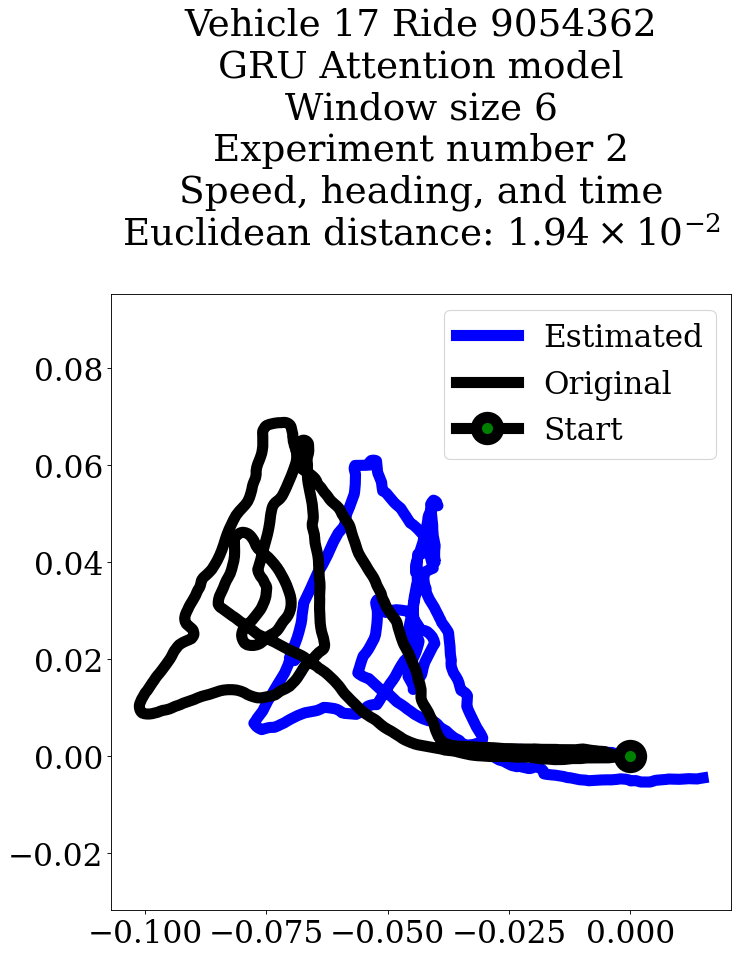 Vehicle 17 Ride 9054362
GRU Attention model
Window size 6
Experiment number 2
Speed, heading, and time
Euclidean distance: 1.94 × 10⁻²
Estimated
Original
Start
0.08
0.06
0.04
0.02
0.00
−0.02
−0.100 −0.075 −0.050 −0.025 0.000